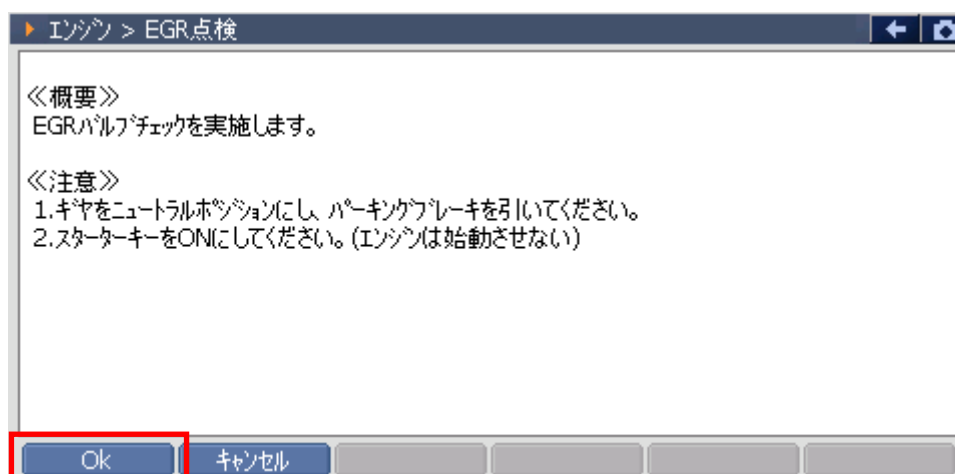 エンジン > EGR点検
≪概要≫
EGRバルブチェックを実施します。
≪注意≫
1.ギヤをニュートラルポジションにし、パーキングブレーキを引いてください。
2.スターターキーをONにしてください。(エンジンは始動させない)
Ok
キャンセル